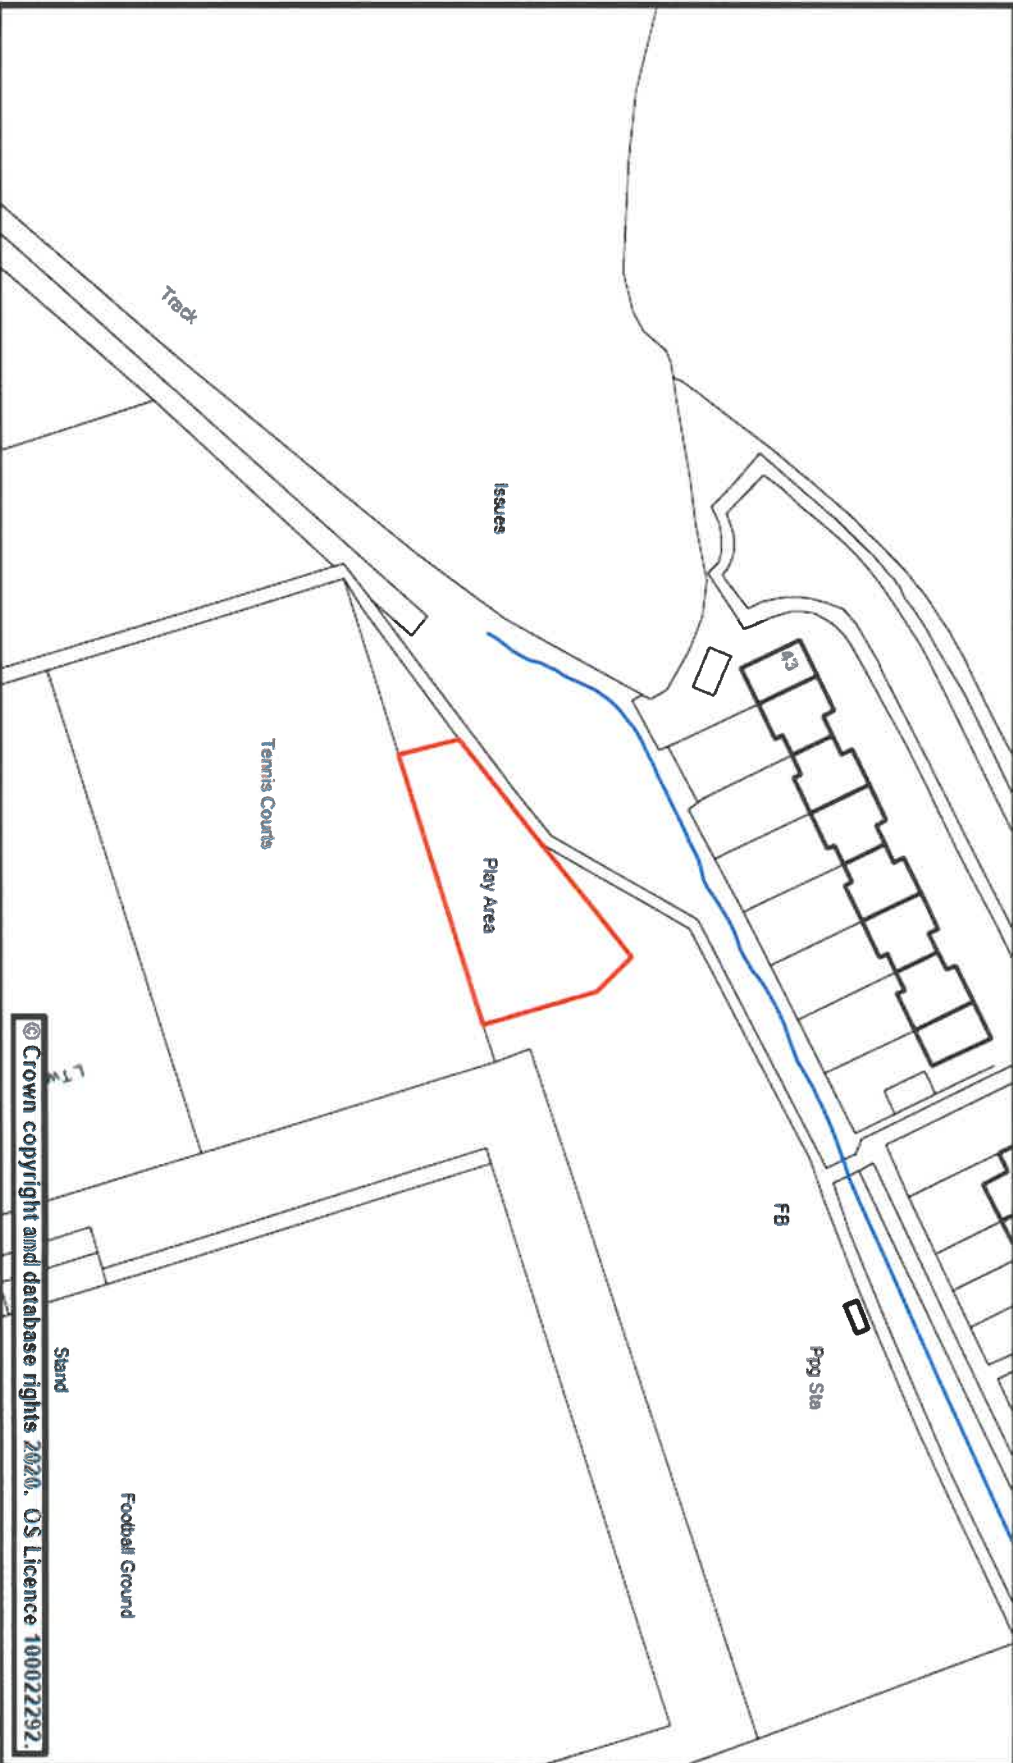 43
Track
Issues
FB
Ppg Sta
Play Area
Tennis Courts
LTW
Football Ground
Stand
© Crown copyright and database rights 2020. OS Licence 100022292.